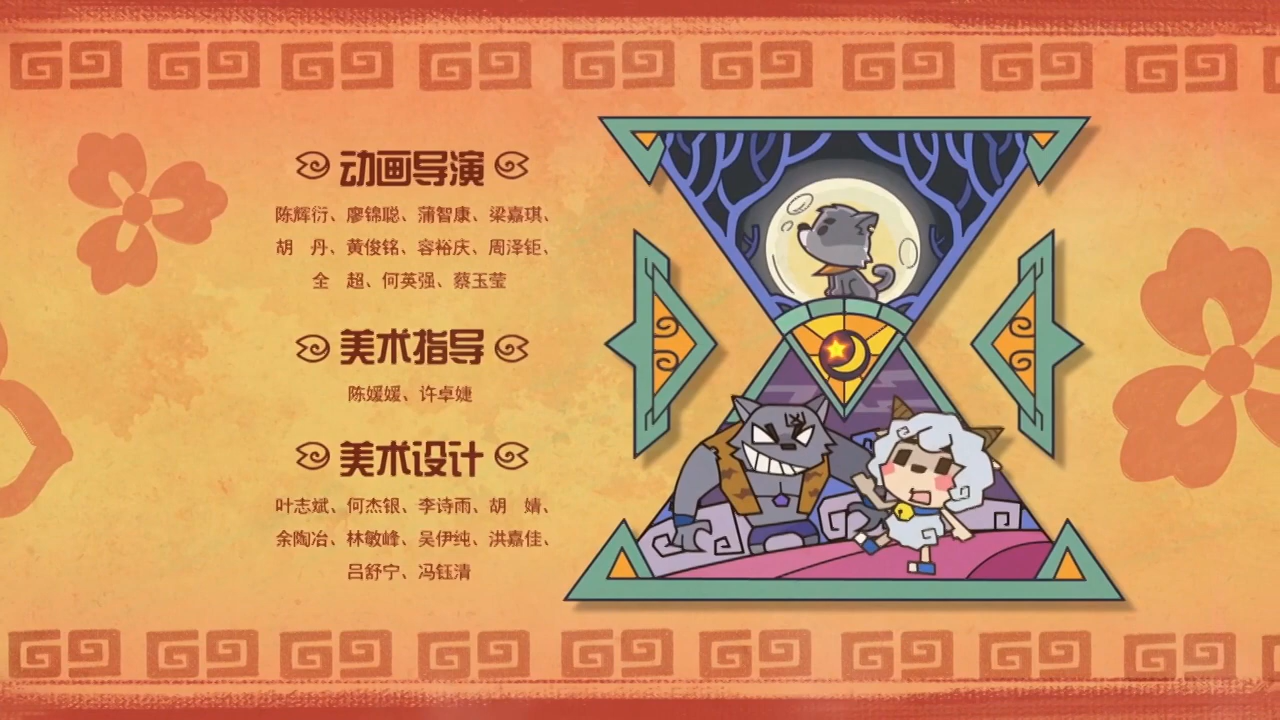 动画导演
陈辉衍、廖锦聪、蒲智康、梁嘉琪、
胡　丹、黄俊铭、容裕庆、周泽钜、
全　超、何英强、蔡玉莹
美术指导
陈媛媛、许卓婕
美术设计
叶志斌、何杰银、李诗雨、胡　婧、
余陶冶、林敏峰、吴伊纯、洪嘉佳、
吕舒宁、冯钰清